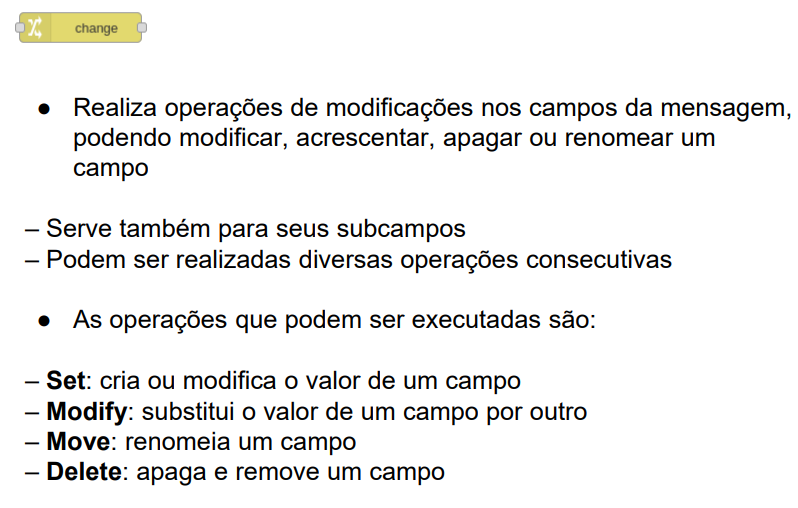 change
● Realiza operações de modificações nos campos da mensagem,
podendo modificar, acrescentar, apagar ou renomear um
campo
– Serve também para seus subcampos
– Podem ser realizadas diversas operações consecutivas
● As operações que podem ser executadas são:
– Set: cria ou modifica o valor de um campo
– Modify: substitui o valor de um campo por outro
– Move: renomeia um campo
– Delete: apaga e remove um campo